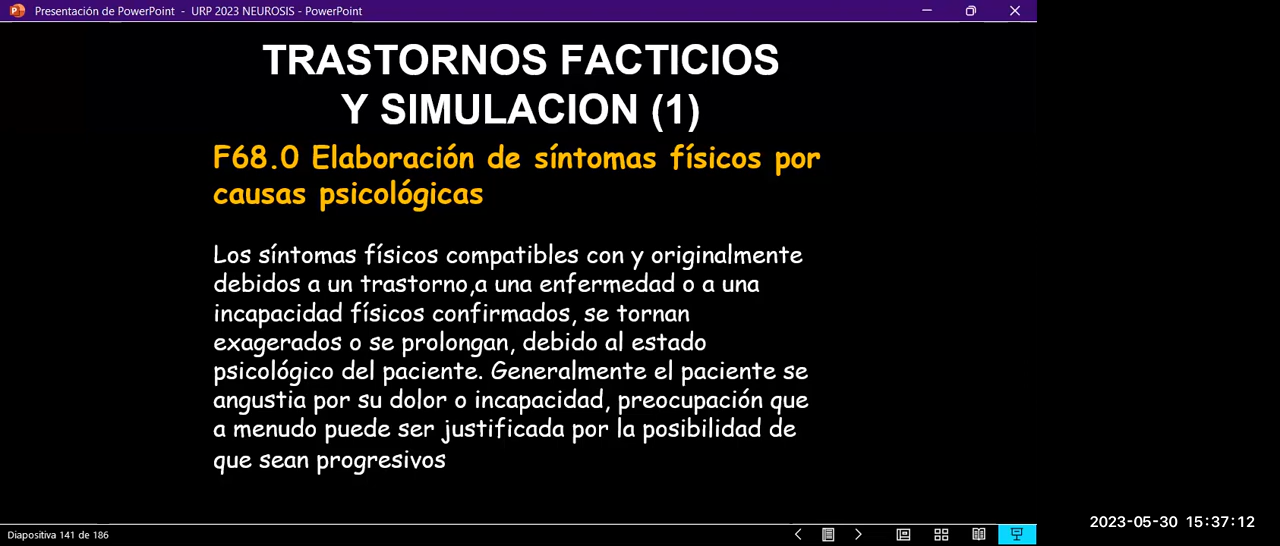 Presentación de PowerPoint - URP 2023 NEUROSIS - PowerPoint
TRASTORNOS FACTICIOS
Y SIMULACION (1)
F68.0 Elaboración de síntomas físicos por
causas psicológicas
Los síntomas físicos compatibles con y originalmente
debidos a un trastorno,a una enfermedad o a una
incapacidad físicos confirmados, se tornan
exagerados o se prolongan, debido al estado
psicológico del paciente. Generalmente el paciente se
angustia por su dolor o incapacidad, preocupación que
a menudo puede ser justificada por la posibilidad de
que sean progresivos
Diapositiva 141 de 186
2023-05-30 15:37:12